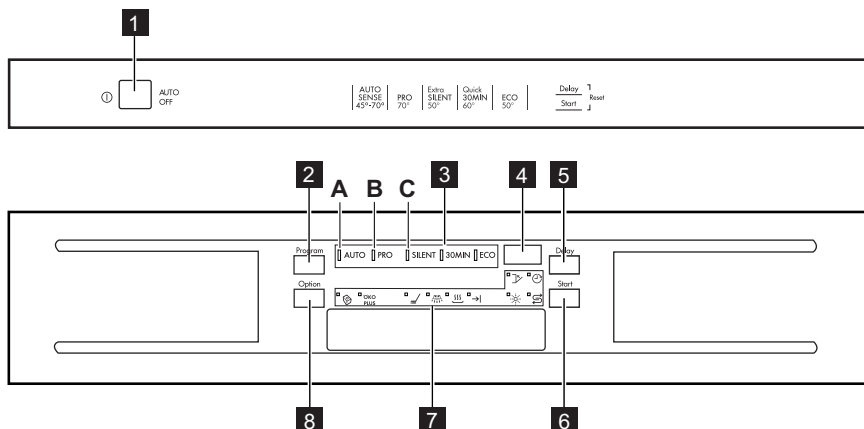 1
AUTO
OFF
AUTO
SENSE
45°-70°
PRO
70°
Extra
SILENT
50°
Quick
30MIN
60°
ECO
50°
Delay
Start
Reset
2
A
B
C
3
4
5
Program
AUTO
PRO
SILENT
30MIN
ECO
Delay
Option
ÖKO
PLUS
Start
8
7
6